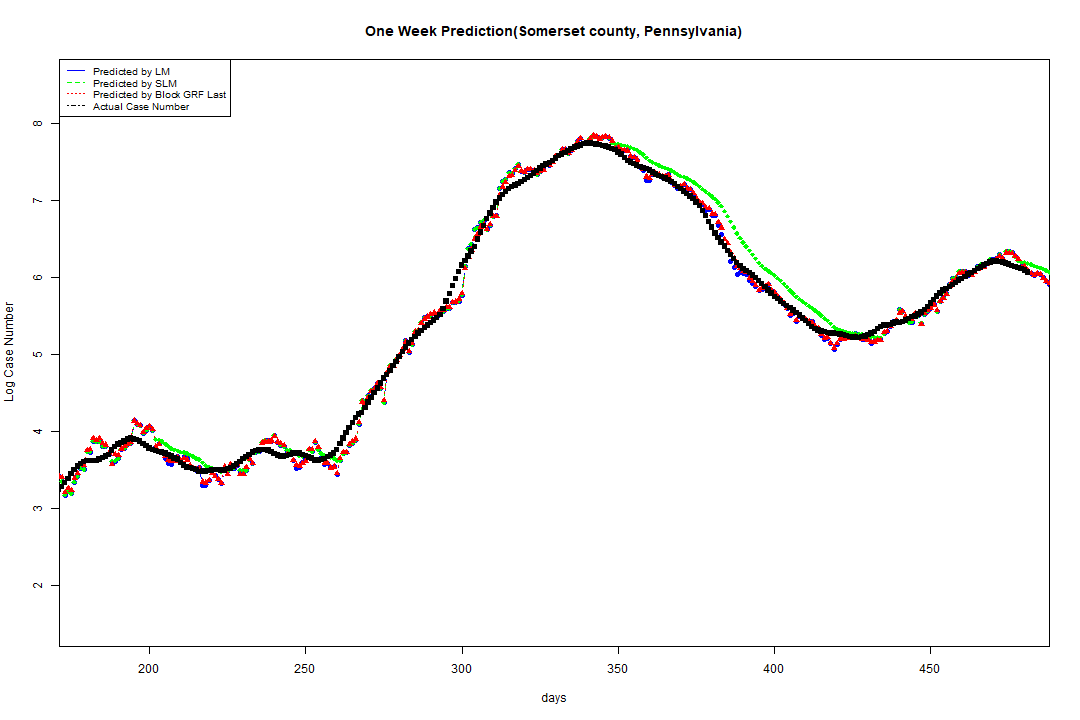 One Week Prediction(Somerset county, Pennsylvania)
Predicted by LM
Predicted by SLM
Predicted by Block GRF Last
Actual Case Number
8
7
6
5
4
3
2
Log Case Number
200 250 300 350 400 450
days